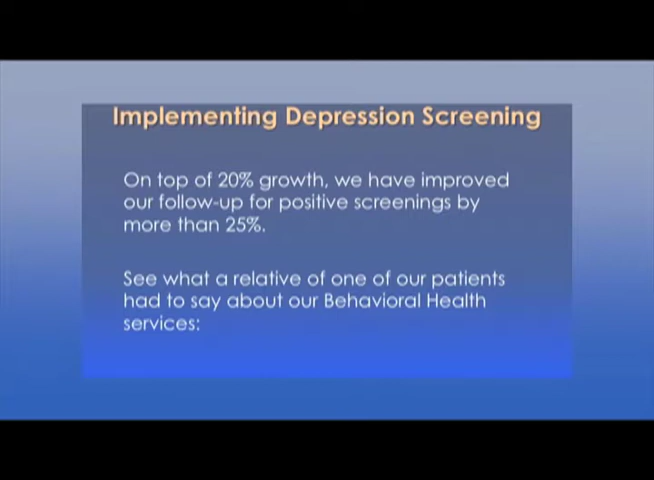 Implementing Depression Screening
On top of 20% growth, we have improved
our follow-up for positive screenings by
more than 25%.
See what a relative of one of our patients
had to say about our Behavioral Health
services: